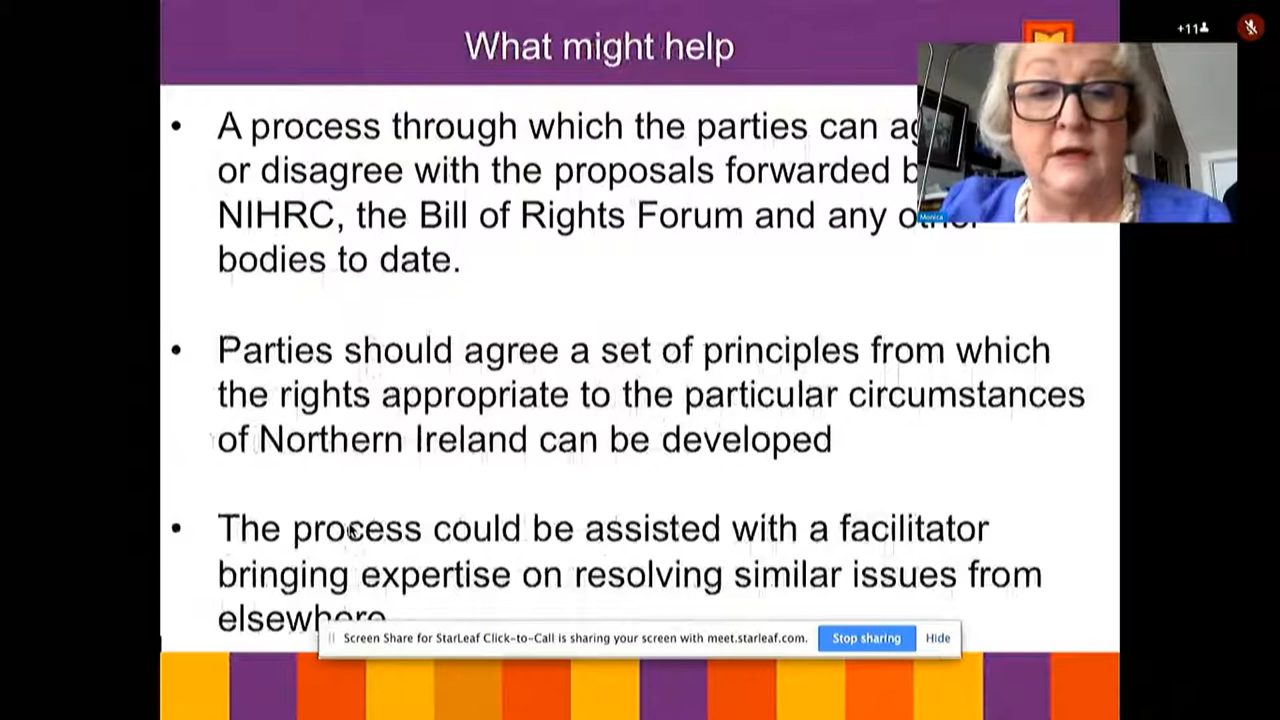 What might help
+11
• A process through which the parties can
or disagree with the proposals forwarded
NIHRC, the Bill of Rights Forum and any other
bodies to date.
Monica
• Parties should agree a set of principles from which
the rights appropriate to the particular circumstances
of Northern Ireland can be developed
• The process could be assisted with a facilitator
bringing expertise on resolving similar issues from
elsewhere
Screen Share for StarLeaf Click-to-Call is sharing your screen with meet.starleaf.com.
Stop sharing
Hide